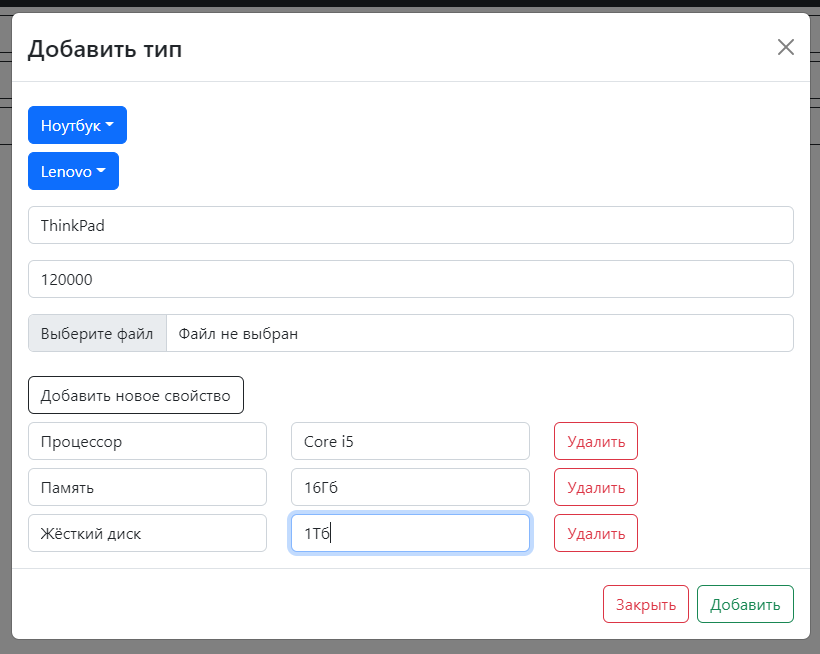 Добавить тип
Ноутбук
Lenovo
ThinkPad
120000
Выберите файл Файл не выбран
Добавить новое свойство
Процессор Core i5 Удалить
Память 16Гб Удалить
Жёсткий диск 1Тб Удалить
Закрыть Добавить